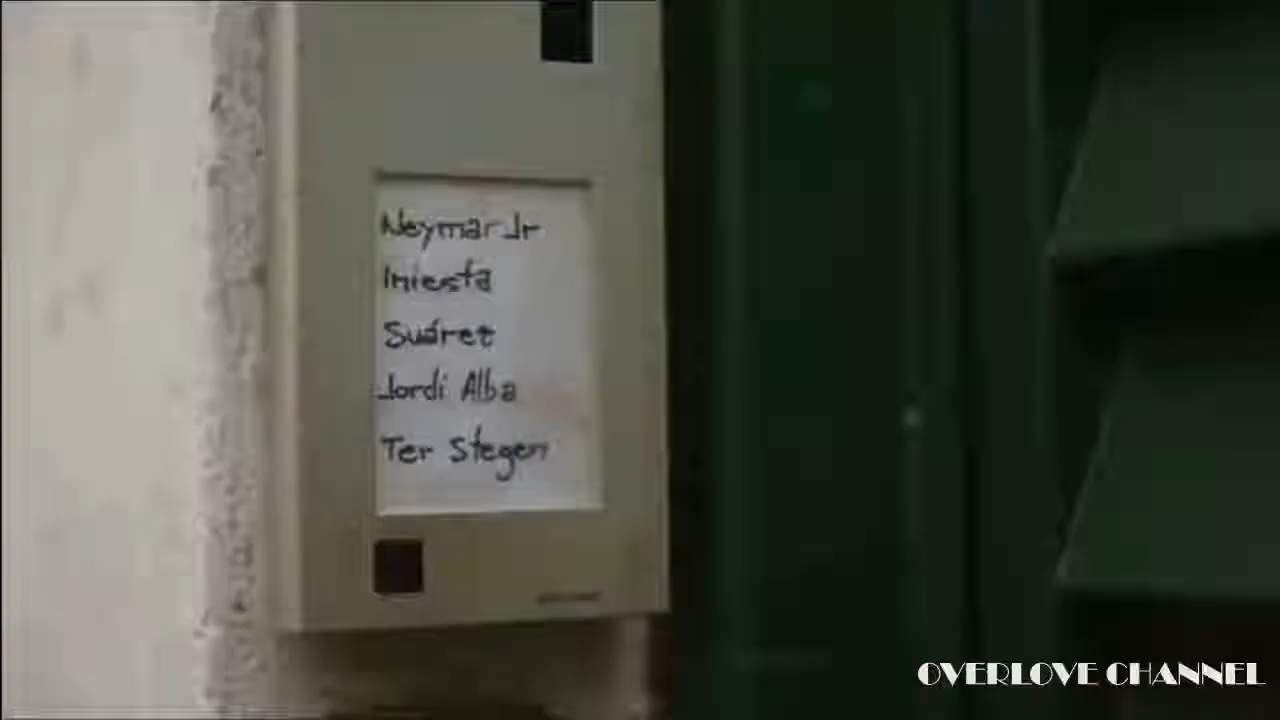 Neymar Jr
Iniesta
Suárez
Jordi Alba
Ter Stegen
OVERLOVE CHANNEL